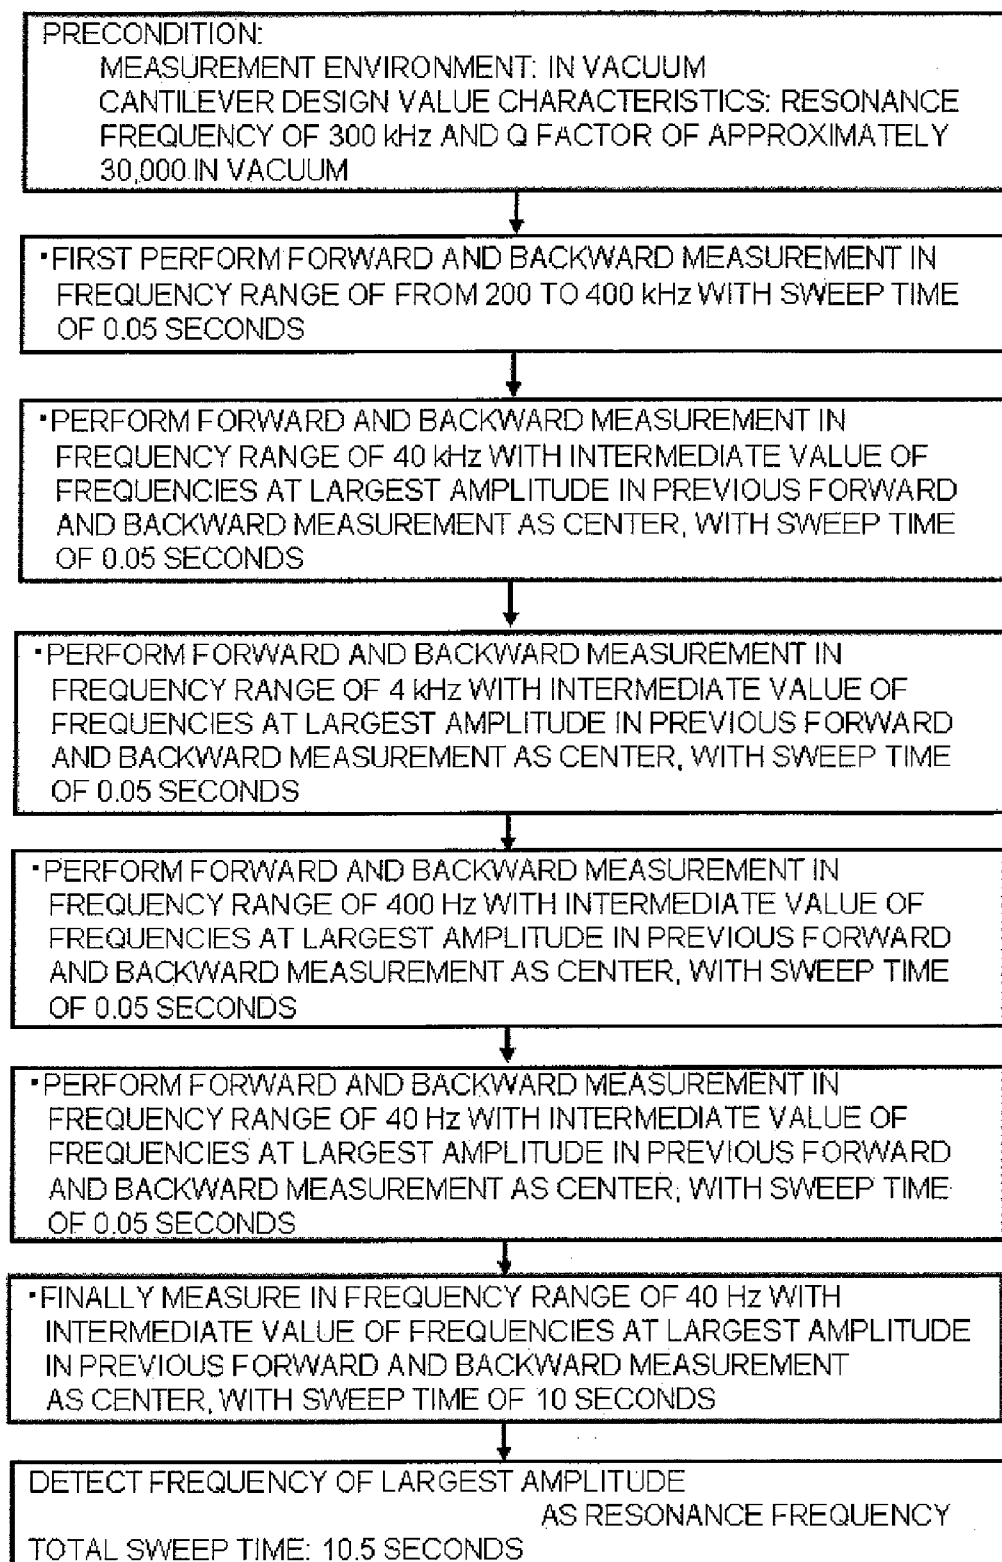 PRECONDITION:
MEASUREMENT ENVIRONMENT: IN VACUUM
CANTILEVER DESIGN VALUE CHARACTERISTICS: RESONANCE
FREQUENCY OF 300 kHz AND Q FACTOR OF APPROXIMATELY
30,000 IN VACUUM
▪FIRST PERFORM FORWARD AND BACKWARD MEASUREMENT IN
FREQUENCY RANGE OF FROM 200 TO 400 kHz WITH SWEEP TIME
OF 0.05 SECONDS
▪PERFORM FORWARD AND BACKWARD MEASUREMENT IN
FREQUENCY RANGE OF 40 kHz WITH INTERMEDIATE VALUE OF
FREQUENCIES AT LARGEST AMPLITUDE IN PREVIOUS FORWARD
AND BACKWARD MEASUREMENT AS CENTER, WITH SWEEP TIME
OF 0.05 SECONDS
▪PERFORM FORWARD AND BACKWARD MEASUREMENT IN
FREQUENCY RANGE OF 4 kHz WITH INTERMEDIATE VALUE OF
FREQUENCIES AT LARGEST AMPLITUDE IN PREVIOUS FORWARD
AND BACKWARD MEASUREMENT AS CENTER, WITH SWEEP TIME
OF 0.05 SECONDS
▪PERFORM FORWARD AND BACKWARD MEASUREMENT IN
FREQUENCY RANGE OF 400 Hz WITH INTERMEDIATE VALUE OF
FREQUENCIES AT LARGEST AMPLITUDE IN PREVIOUS FORWARD
AND BACKWARD MEASUREMENT AS CENTER, WITH SWEEP TIME
OF 0.05 SECONDS
▪PERFORM FORWARD AND BACKWARD MEASUREMENT IN
FREQUENCY RANGE OF 40 Hz WITH INTERMEDIATE VALUE OF
FREQUENCIES AT LARGEST AMPLITUDE IN PREVIOUS FORWARD
AND BACKWARD MEASUREMENT AS CENTER, WITH SWEEP TIME
OF 0.05 SECONDS
▪FINALLY MEASURE IN FREQUENCY RANGE OF 40 Hz WITH
INTERMEDIATE VALUE OF FREQUENCIES AT LARGEST AMPLITUDE
IN PREVIOUS FORWARD AND BACKWARD MEASUREMENT
AS CENTER, WITH SWEEP TIME OF 10 SECONDS
DETECT FREQUENCY OF LARGEST AMPLITUDE
AS RESONANCE FREQUENCY
TOTAL SWEEP TIME: 10.5 SECONDS